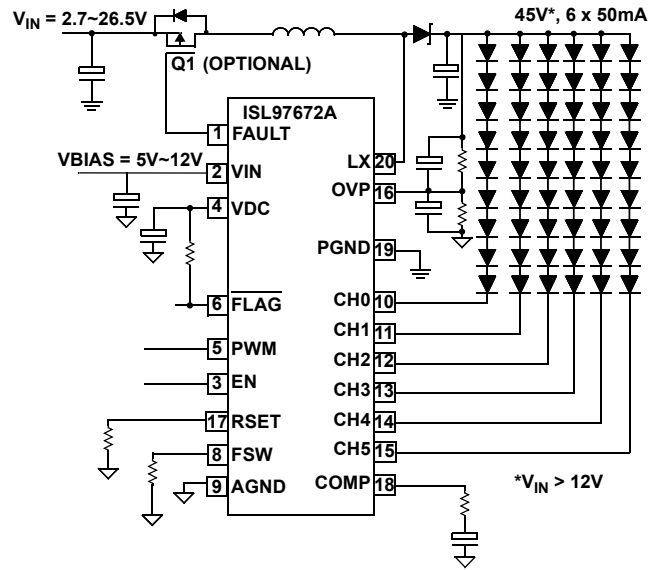 V_IN = 2.7~26.5V
45V*, 6 x 50mA
Q1 (OPTIONAL)
ISL97672A
1 FAULT
VBIAS = 5V~12V
2 VIN
LX 20
4 VDC
OVP 16
PGND 19
6 FLAG
CH0 10
CH1 11
5 PWM
CH2 12
3 EN
CH3 13
17 RSET
CH4 14
8 FSW
CH5 15
9 AGND
COMP 18
*V_IN > 12V